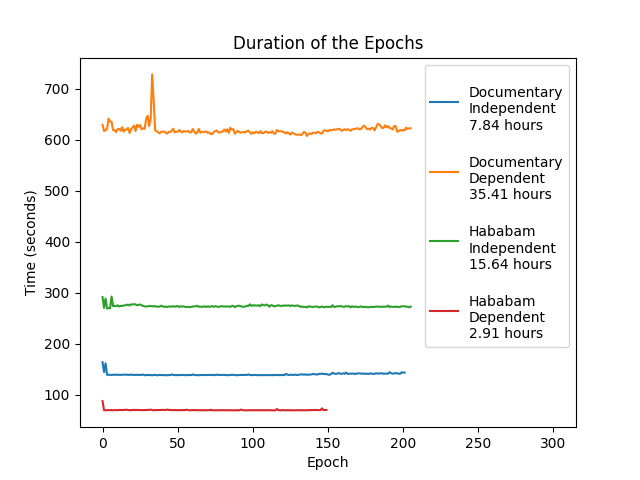 Duration of the Epochs
Time (seconds)
700
600
500
400
300
200
100
0
50
100
150
200
250
300
Epoch
Documentary
Independent
7.84 hours
Documentary
Dependent
35.41 hours
Hababam
Independent
15.64 hours
Hababam
Dependent
2.91 hours